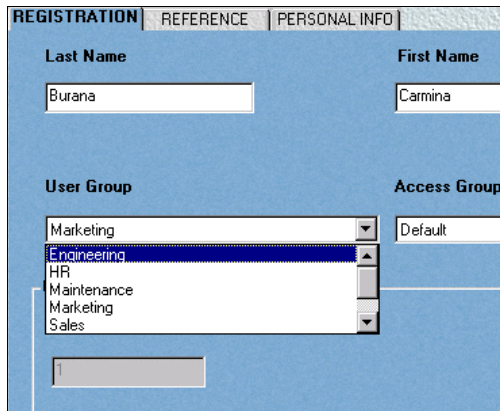 REGISTRATION REFERENCE PERSONAL INFO
Last Name First Name
Burana Carmina
User Group Access Group
Marketing Default
Engineering
HR
Maintenance
Marketing
Sales
1